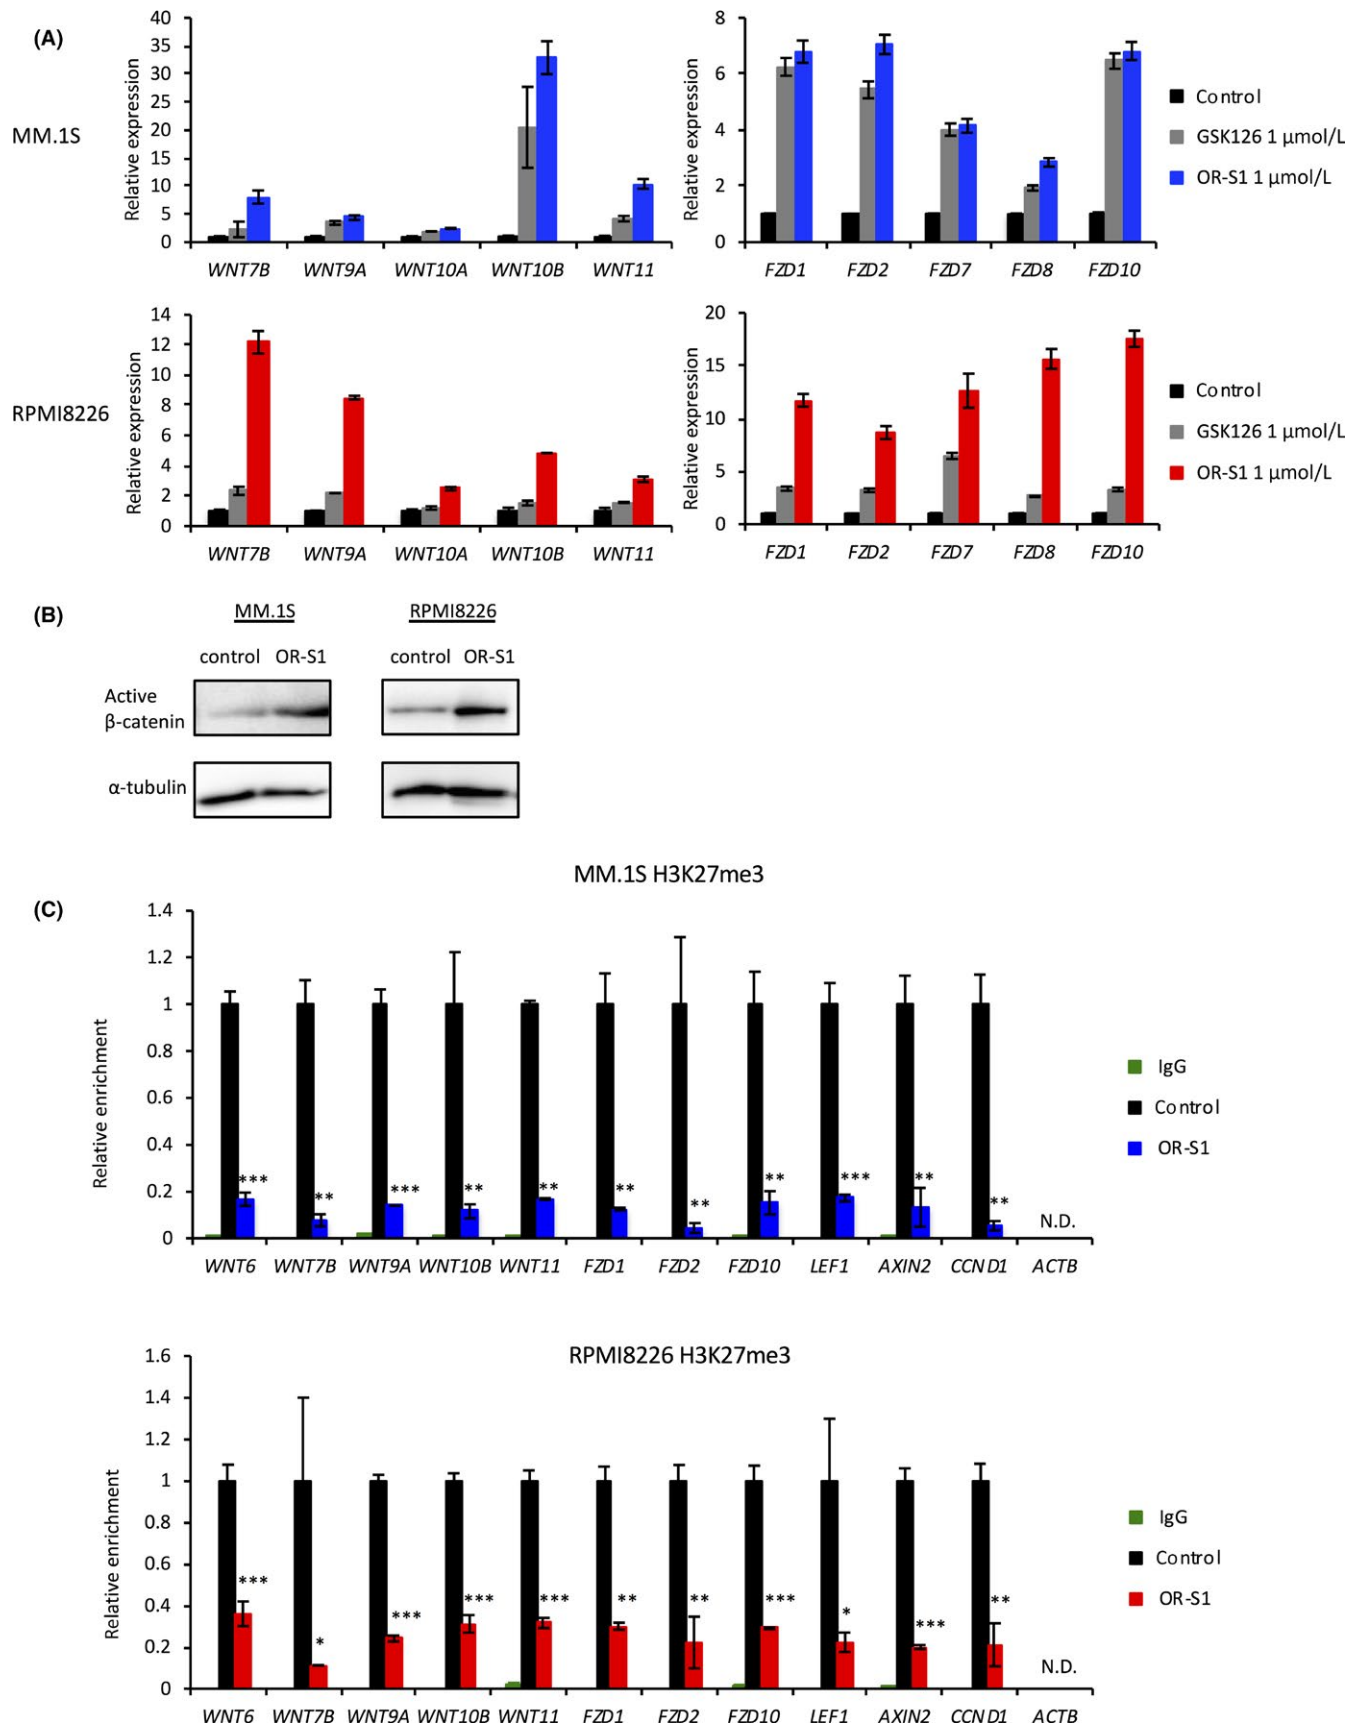 (A)
MM.1S
Relative expression
40
35
30
25
20
15
10
5
0
WNT7B WNT9A WNT10A WNT10B WNT11
Relative expression
8
6
4
2
0
FZD1 FZD2 FZD7 FZD8 FZD10
Control
GSK126 1 μmol/L
OR-S1 1 μmol/L
RPMI8226
Relative expression
14
12
10
8
6
4
2
0
WNT7B WNT9A WNT10A WNT10B WNT11
Relative expression
20
15
10
5
0
FZD1 FZD2 FZD7 FZD8 FZD10
Control
GSK126 1 μmol/L
OR-S1 1 μmol/L
(B)
MM.1S RPMI8226
control OR-S1 control OR-S1
Active
β-catenin
α-tubulin
(C)
MM.1S H3K27me3
Relative enrichment
1.4
1.2
1
0.8
0.6
0.4
0.2
0
*** ** *** ** ** ** ** ** *** ** ** N.D.
WNT6 WNT7B WNT9A WNT10B WNT11 FZD1 FZD2 FZD10 LEF1 AXIN2 CCND1 ACTB
IgG
Control
OR-S1
RPMI8226 H3K27me3
Relative enrichment
1.6
1.4
1.2
1
0.8
0.6
0.4
0.2
0
*** * *** *** *** ** ** *** * *** ** N.D.
WNT6 WNT7B WNT9A WNT10B WNT11 FZD1 FZD2 FZD10 LEF1 AXIN2 CCND1 ACTB
IgG
Control
OR-S1